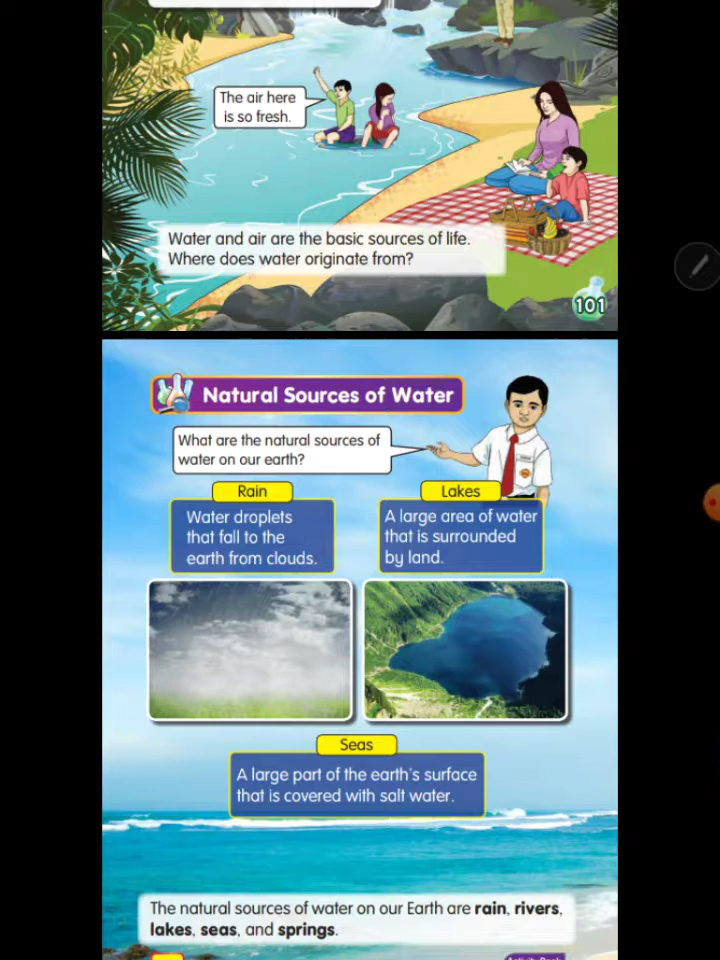 The air here
is so fresh.
Water and air are the basic sources of life.
Where does water originate from?
101
Natural Sources of Water
What are the natural sources of
water on our earth?
Rain
Water droplets
that fall to the
earth from clouds.
Lakes
A large area of water
that is surrounded
by land.
Seas
A large part of the earth's surface
that is covered with salt water.
The natural sources of water on our Earth are rain, rivers,
lakes, seas, and springs.